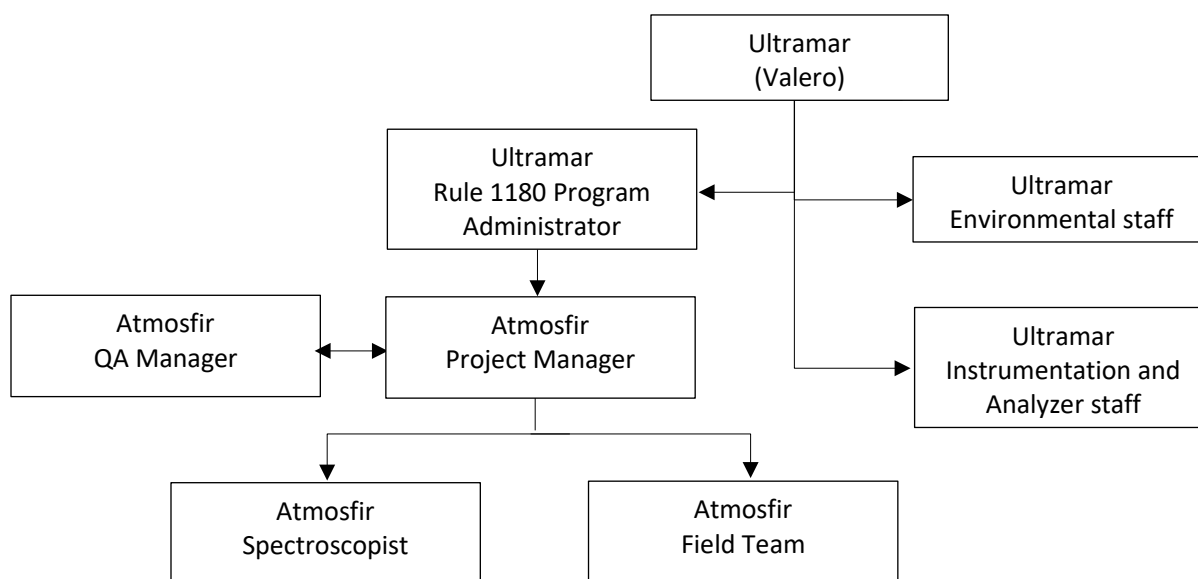 Ultramar
(Valero)
Ultramar
Rule 1180 Program
Administrator
Ultramar
Environmental staff
Atmosfir
QA Manager
Atmosfir
Project Manager
Ultramar
Instrumentation and
Analyzer staff
Atmosfir
Spectroscopist
Atmosfir
Field Team